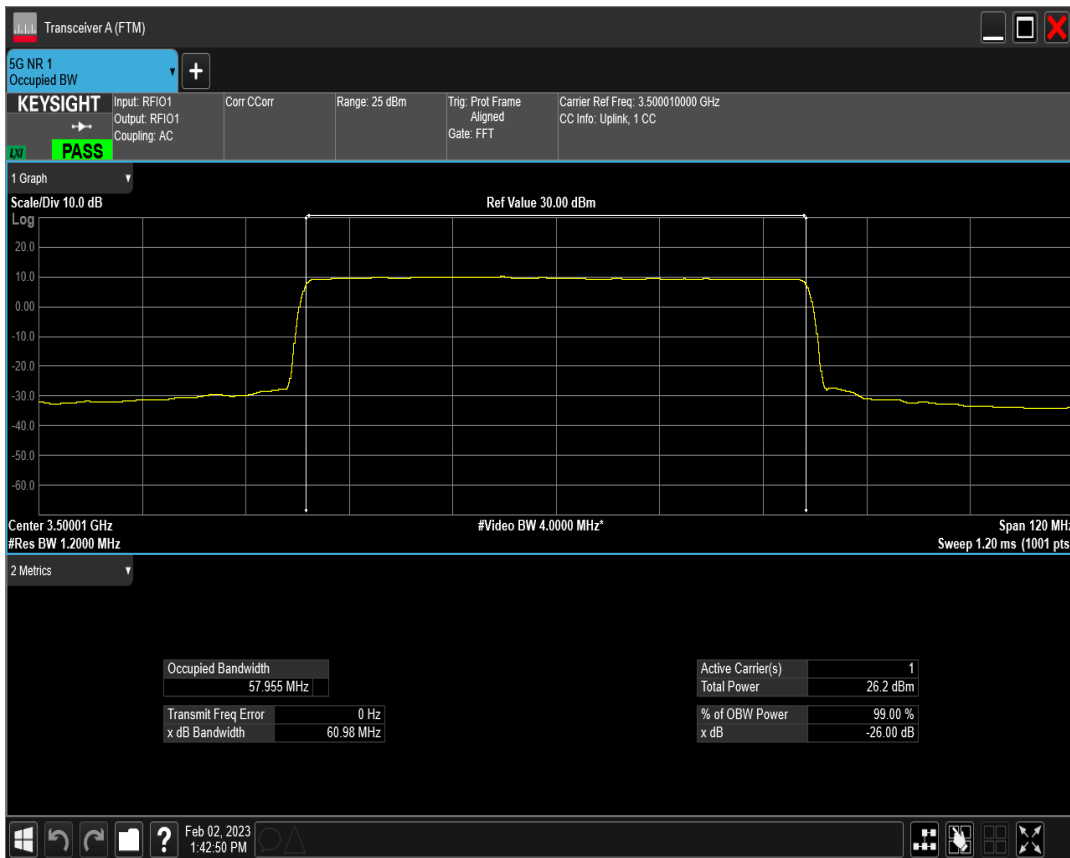 Transceiver A (FTM)
5G NR 1
Occupied BW
+
KEYSIGHT
LXI
PASS
Input: RFIO1
Output: RFIO1
Coupling: AC
Corr CCorr
Range: 25 dBm
Trig: Prot Frame
Aligned
Gate: FFT
Carrier Ref Freq: 3.500010000 GHz
CC Info: Uplink, 1 CC
1 Graph
Scale/Div 10.0 dB
Ref Value 30.00 dBm
Log
20.0
10.0
0.00
-10.0
-20.0
-30.0
-40.0
-50.0
-60.0
Center 3.50001 GHz
#Video BW 4.0000 MHz*
Span 120 MHz
#Res BW 1.2000 MHz
Sweep 1.20 ms (1001 pts
2 Metrics
Occupied Bandwidth
57.955 MHz
Transmit Freq Error 0 Hz
x dB Bandwidth 60.98 MHz
Active Carrier(s) 1
Total Power 26.2 dBm
% of OBW Power 99.00 %
x dB -26.00 dB
?
Feb 02, 2023
1:42:50 PM